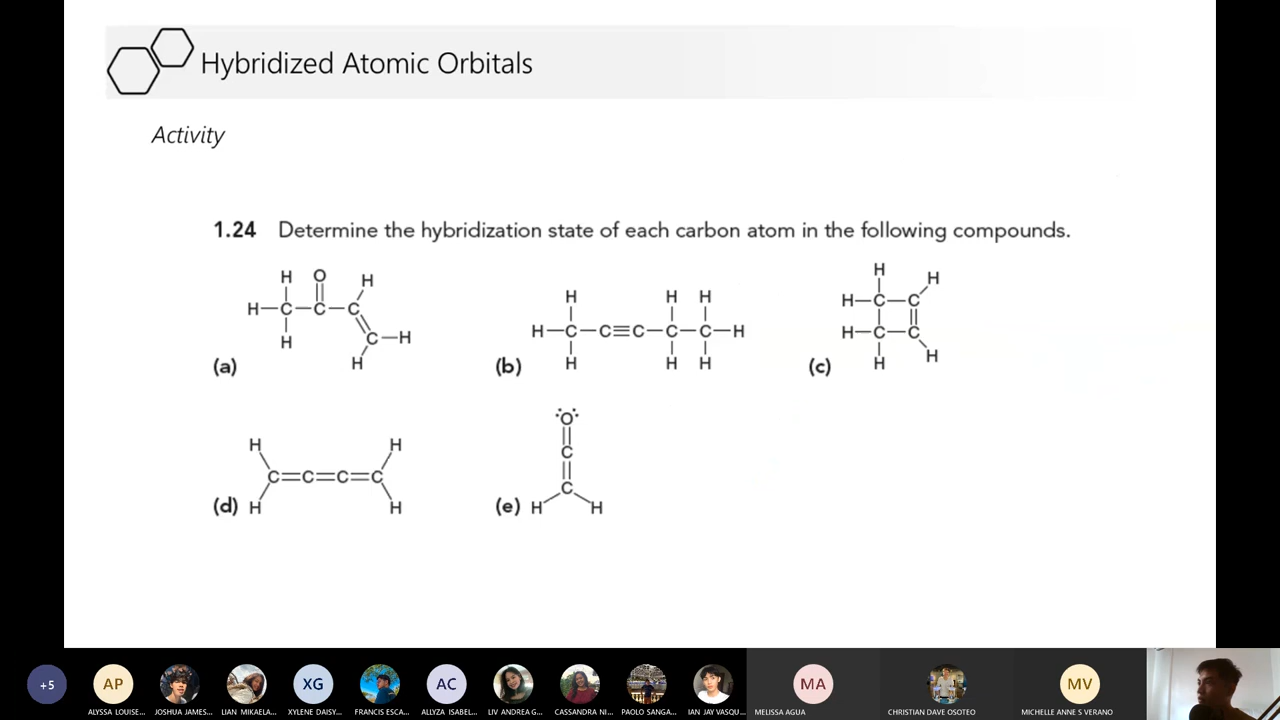 Hybridized Atomic Orbitals
Activity
1.24 Determine the hybridization state of each carbon atom in the following compounds.
H O H
H—C—C—C
H C—H
H
(a)
H H H
H—C—C≡C—C—C—H
H H H
(b)
H H
H—C—C
H—C—C
H H
(c)
H H
C=C=C=C
(d) H H
:O:
C
C
(e) H H
+5
AP
XG
AC
MA
MV
ALYSSA LOUISE...
JOSHUA JAMES...
LIAN MIKAELA...
XYLENE DAISY...
FRANCIS ESCA...
ALLYZA ISABEL...
LIV ANDREA G...
CASSANDRA NI...
PAOLO SANGA...
IAN JAY VASQU...
MELISSA AGUA
CHRISTIAN DAVE OSOTEO
MICHELLE ANNE S VERANO